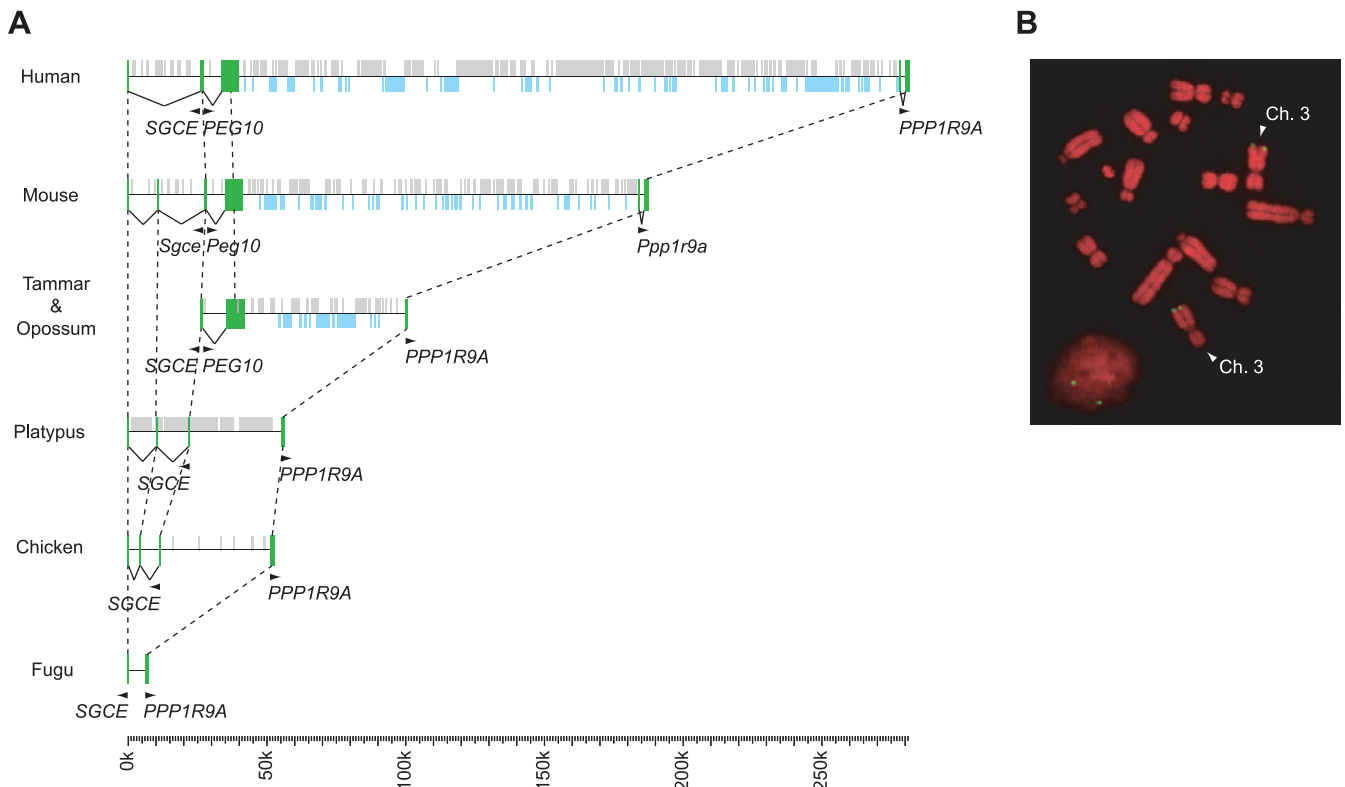 A
B
Human
SGCE PEG10
PPP1R9A
Ch. 3
Mouse
Sgce Peg10
Ppp1r9a
Tammar
&
Opossum
SGCE PEG10
PPP1R9A
Ch. 3
Platypus
SGCE
PPP1R9A
Chicken
SGCE
PPP1R9A
Fugu
SGCE PPP1R9A
0k 50k 100k 150k 200k 250k